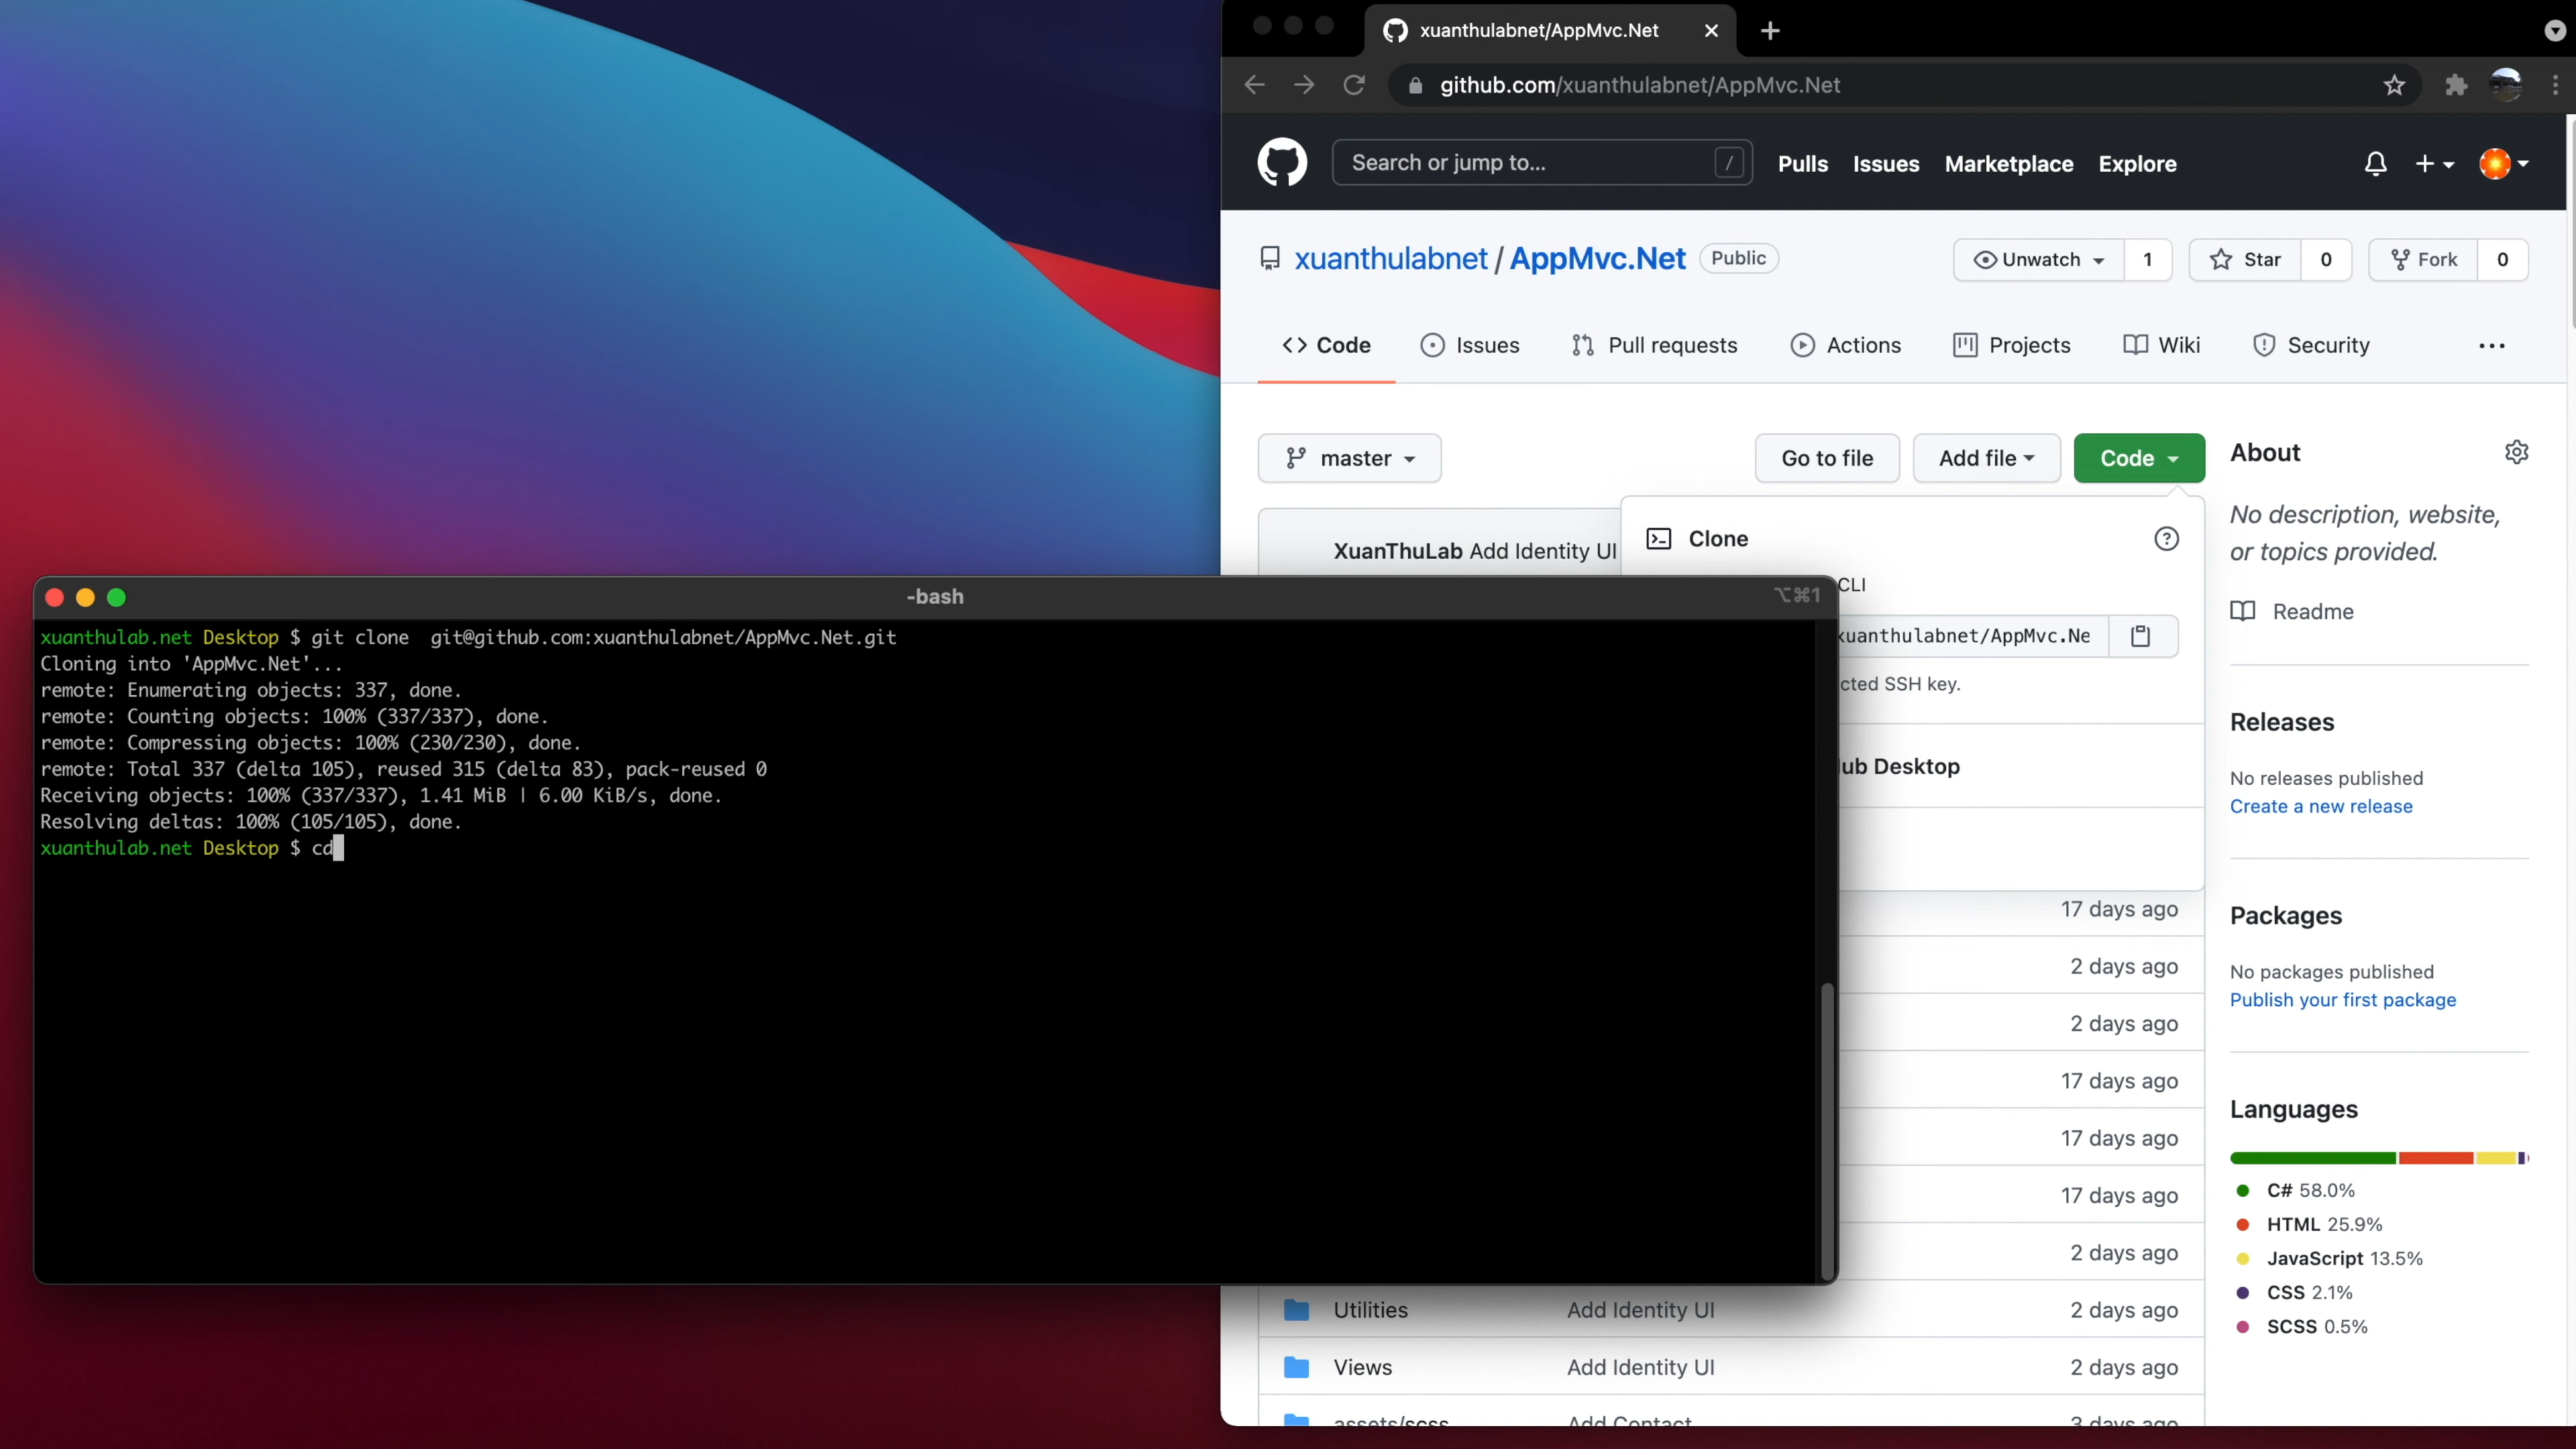 xuanthulabnet/AppMvc.Net
github.com/xuanthulabnet/AppMvc.Net
Search or jump to... /
Pulls Issues Marketplace Explore
xuanthulabnet / AppMvc.Net Public
Unwatch 1 Star 0 Fork 0
Code Issues Pull requests Actions Projects Wiki Security
master Go to file Add file Code
About
No description, website,
or topics provided.
Readme
Releases
No releases published
Create a new release
Packages
No packages published
Publish your first package
Languages
C# 58.0%
HTML 25.9%
JavaScript 13.5%
CSS 2.1%
SCSS 0.5%
XuanThuLab Add Identity UI
Clone
CLI
xuanthulabnet/AppMvc.Ne
cted SSH key.
ub Desktop
17 days ago
2 days ago
2 days ago
17 days ago
17 days ago
17 days ago
2 days ago
Utilities Add Identity UI 2 days ago
Views Add Identity UI 2 days ago
assets/scss Add Contact 3 days ago
-bash ⌥⌘1
xuanthulab.net Desktop $ git clone  git@github.com:xuanthulabnet/AppMvc.Net.git
Cloning into 'AppMvc.Net'...
remote: Enumerating objects: 337, done.
remote: Counting objects: 100% (337/337), done.
remote: Compressing objects: 100% (230/230), done.
remote: Total 337 (delta 105), reused 315 (delta 83), pack-reused 0
Receiving objects: 100% (337/337), 1.41 MiB | 6.00 KiB/s, done.
Resolving deltas: 100% (105/105), done.
xuanthulab.net Desktop $ cd